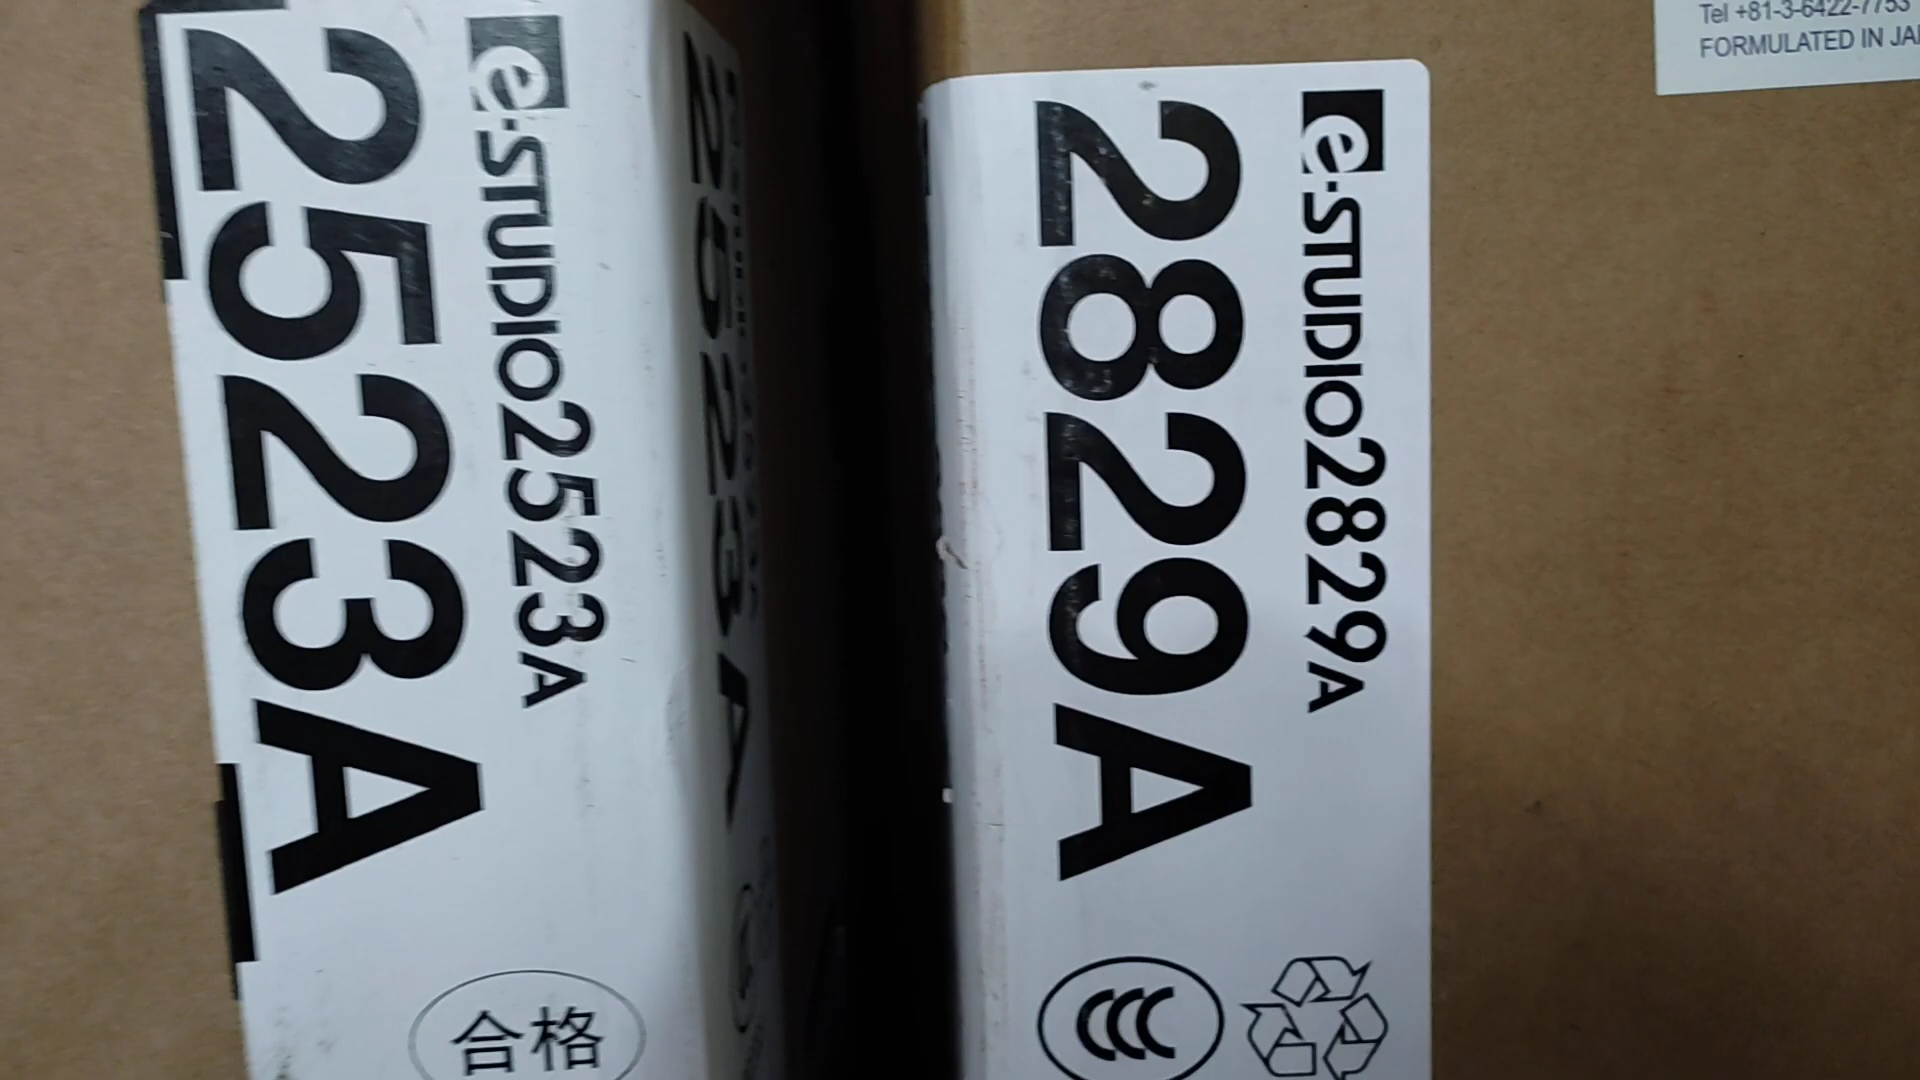 e-STUDIO2523A
2523A
合格
2523A
e-STUDIO2829A
2829A
CCC
Tel +81-3-6422-7753
FORMULATED IN JA